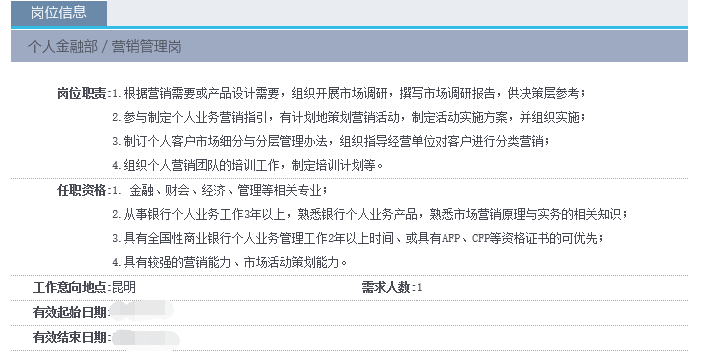 岗位信息
个人金融部 / 营销管理岗
岗位职责:1.根据营销需要或产品设计需要，组织开展市场调研，撰写市场调研报告，供决策层参考；
2.参与制定个人业务营销指引，有计划地策划营销活动，制定活动实施方案，并组织实施；
3.制订个人客户市场细分与分层管理办法，组织指导经营单位对客户进行分类营销；
4.组织个人营销团队的培训工作，制定培训计划等。
任职资格:1. 金融、财会、经济、管理等相关专业；
2.从事银行个人业务工作3年以上，熟悉银行个人业务产品，熟悉市场营销原理与实务的相关知识；
3.具有全国性商业银行个人业务管理工作2年以上时间、或具有AFP、CFP等资格证书的可优先；
4.具有较强的营销能力、市场活动策划能力。
工作意向地点:昆明 需求人数:1
有效起始日期:
有效结束日期: